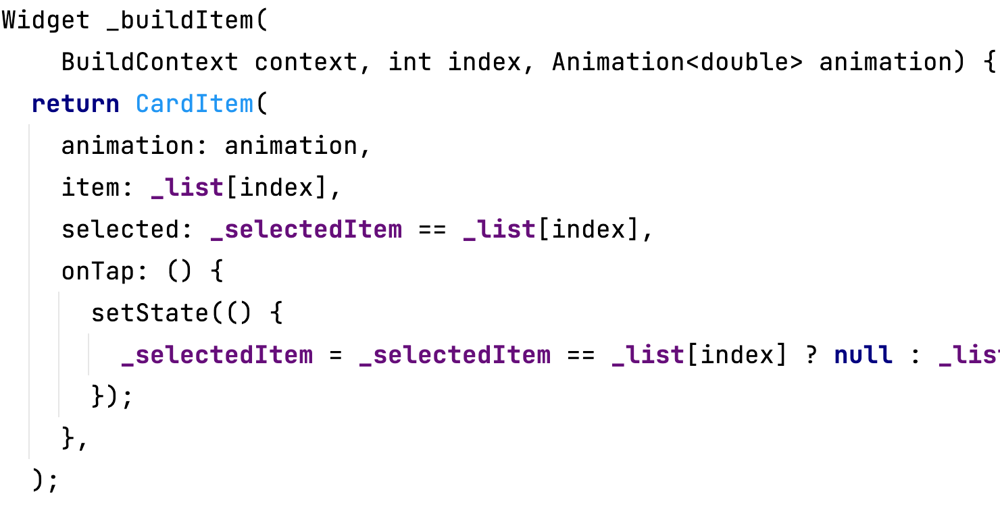 Widget _buildItem(
    BuildContext context, int index, Animation<double> animation) {
  return CardItem(
    animation: animation,
    item: _list[index],
    selected: _selectedItem == _list[index],
    onTap: () {
      setState(() {
        _selectedItem = _selectedItem == _list[index] ? null : _lis
      });
    },
  );